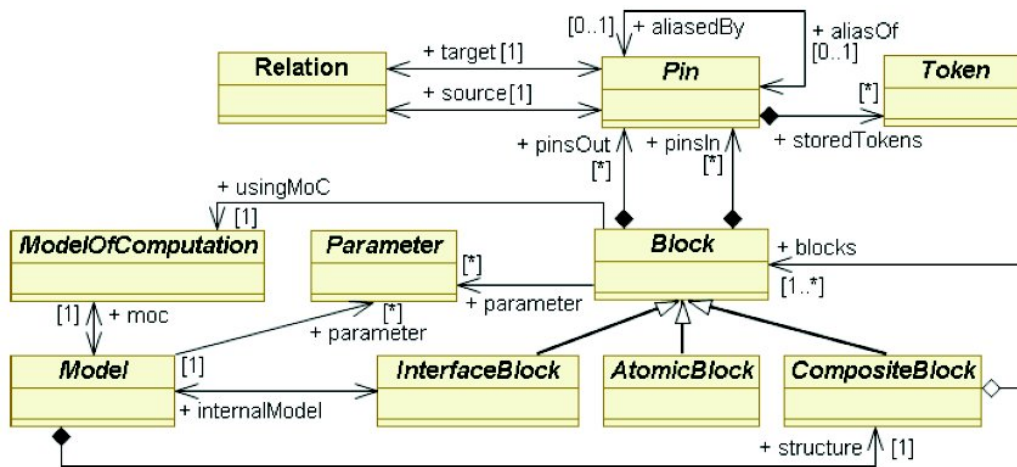 [0..1] + aliasedBy + aliasOf
[0..1]
Relation
+ target [1]
+ source [1]
Pin
Token
[*]
+ storedTokens
+ pinsOut
[*]
+ pinsIn
[*]
+ usingMoC
[1]
ModelOfComputation
Parameter
[*]
+ parameter
Block
+ blocks
[1..*]
[1] + moc
[*]
+ parameter
Model
[1]
+ internalModel
InterfaceBlock
AtomicBlock
CompositeBlock
+ structure [1]